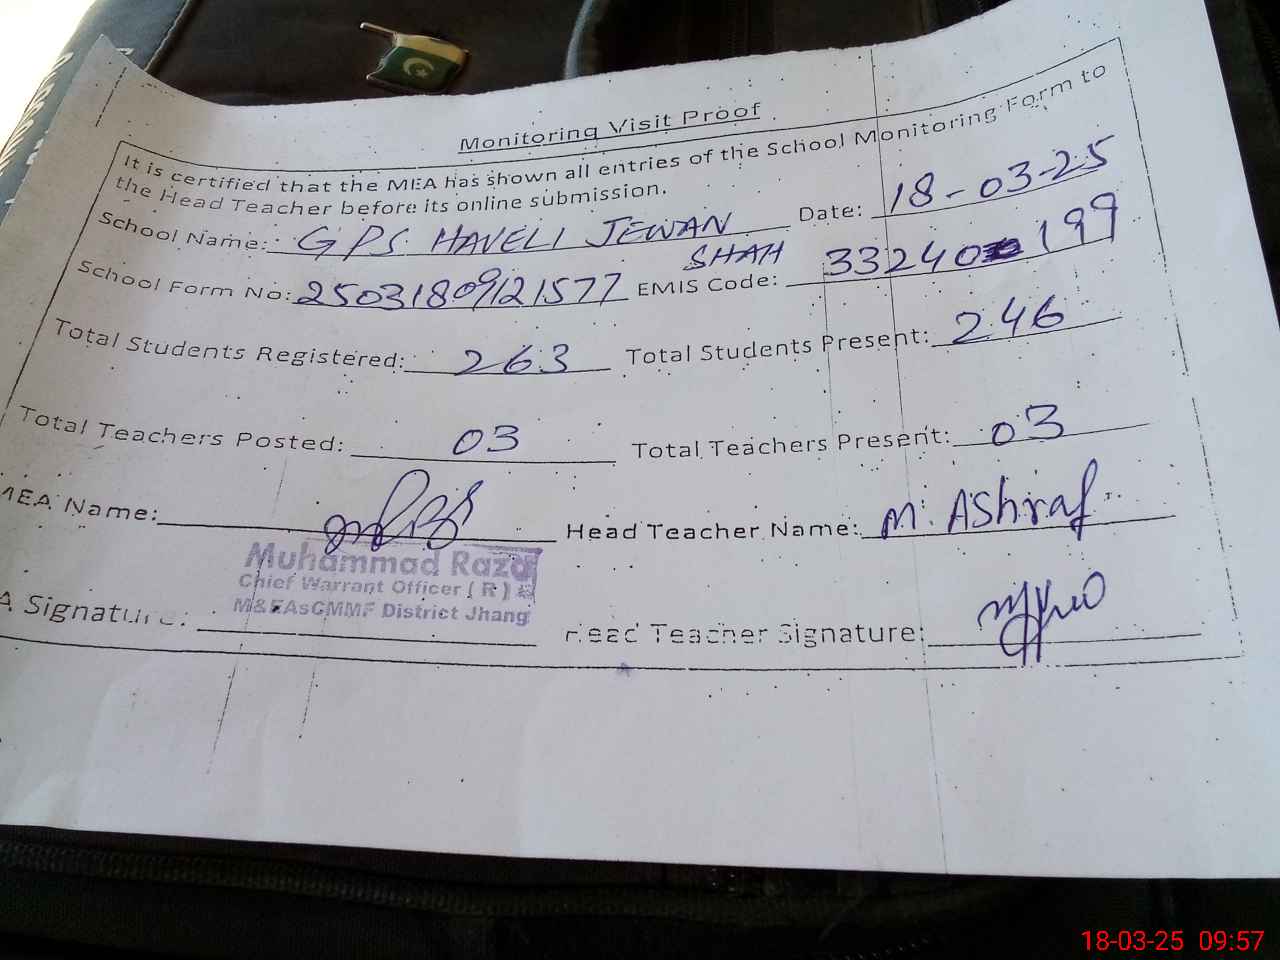 Monitoring Visit Proof
It is certified that the MEA has shown all entries of the School Monitoring Form to
the Head Teacher before its online submission.
School Name: GPS HAVELI JEWAN SHAH Date: 18-03-25
School Form No: 25031809121577 EMIS Code: 33240199
Total Students Registered: 263 Total Students Present: 246
Total Teachers Posted: 03 Total Teachers Present: 03
MEA Name: Head Teacher Name: M. AShraf
Muhammad Raza
Chief Warrant Officer (R)
M&EAsCMMF District Jhang
A Signature: Head Teacher Signature:
18-03-25 09:57